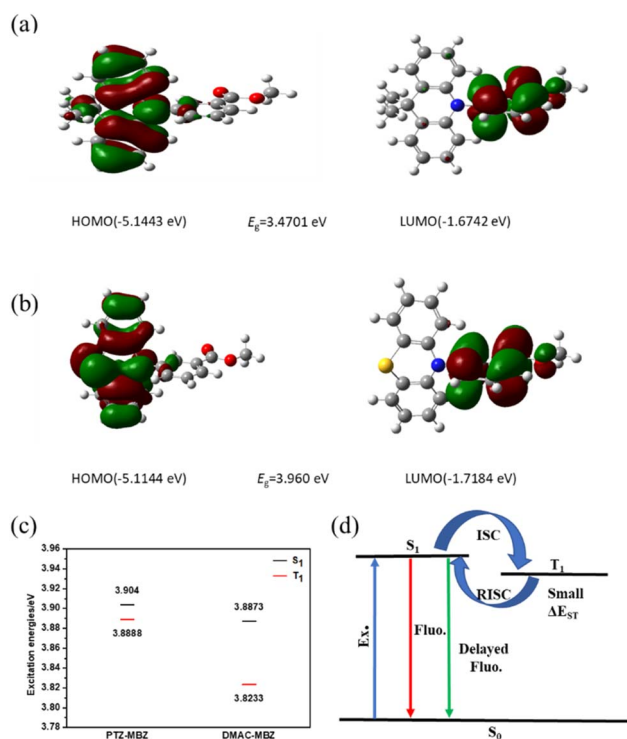 (a)
HOMO(-5.1443 eV) Eg=3.4701 eV LUMO(-1.6742 eV)
(b)
HOMO(-5.1144 eV) Eg=3.960 eV LUMO(-1.7184 eV)
(c)
Excitation energies/eV
3.96
3.94
3.92
3.90
3.88
3.86
3.84
3.82
3.80
3.78
S1
T1
3.904
3.8888
3.8873
3.8233
PTZ-MBZ DMAC-MBZ
(d)
S1
ISC
T1
RISC
Small
ΔEST
Ex.
Fluo.
Delayed
Fluo.
S0